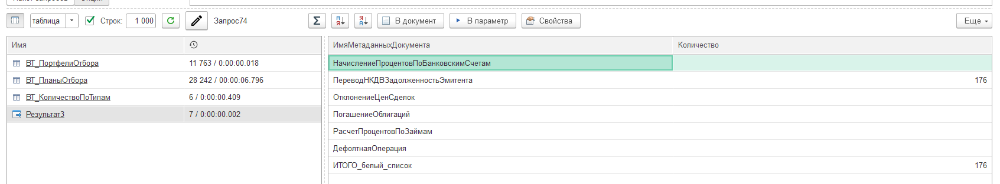 таблица Строк: 1 000 Запрос74 Σ В документ В параметр Свойства Еще
Имя
ВТ_ПортфелиОтбора 11 763 / 0:00:00.018
ВТ_ПланыОтбора 28 242 / 00:00:06.796
ВТ_КоличествоПоТипам 6 / 0:00:00.409
Результат3 7 / 0:00:00.002
ИмяМетаданныхДокумента Количество
НачислениеПроцентовПоБанковскимСчетам
ПереводНКДВЗадолженностьЭмитента 176
ОтклонениеЦенСделок
ПогашениеОблигаций
РасчетПроцентовПоЗаймам
ДефолтнаяОперация
ИТОГО_белый_список 176